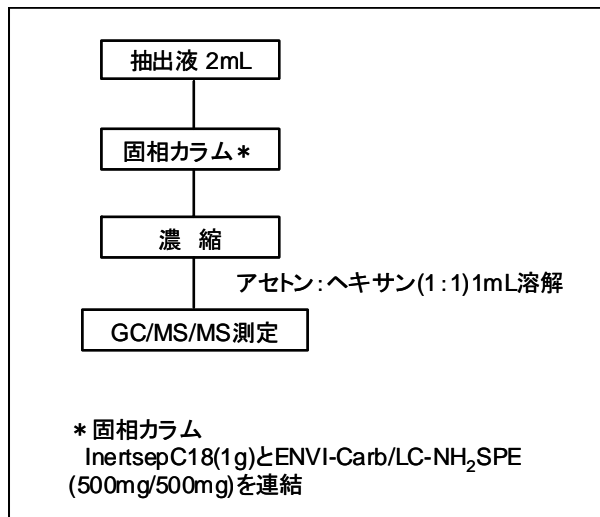 抽出液 2mL
固相カラム*
濃 縮
アセトン:ヘキサン(1:1)1mL溶解
GC/MS/MS測定
*固相カラム
InertsepC18(1g)とENVI-Carb/LC-NH₂SPE
(500mg/500mg)を連結